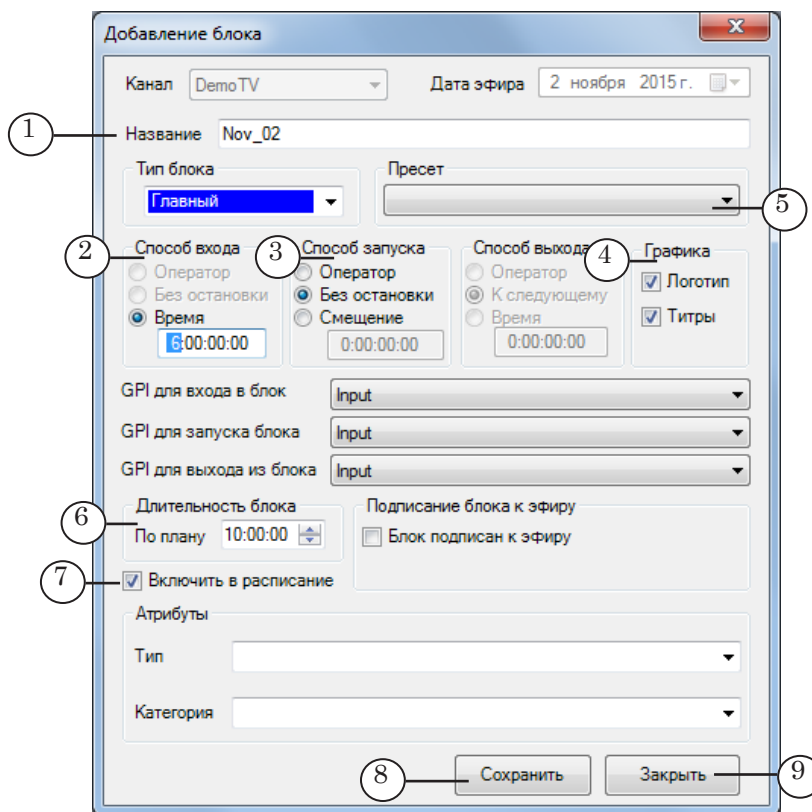 Добавление блока
Канал DemoTV Дата эфира 2 ноября 2015 г.
1 Название Nov_02
Тип блока Пресет
Главный 5
2 Способ входа 3 Способ запуска Способ выхода 4 Графика
Оператор Оператор Оператор Логотип
Без остановки Без остановки К следующему
Время Смещение Время Титры
6:00:00:00 0:00:00:00 0:00:00:00
GPI для входа в блок Input
GPI для запуска блока Input
GPI для выхода из блока Input
Длительность блока Подписание блока к эфиру
6 По плану 10:00:00 Блок подписан к эфиру
7 Включить в расписание
Атрибуты
Тип
Категория
8 Сохранить Закрыть 9